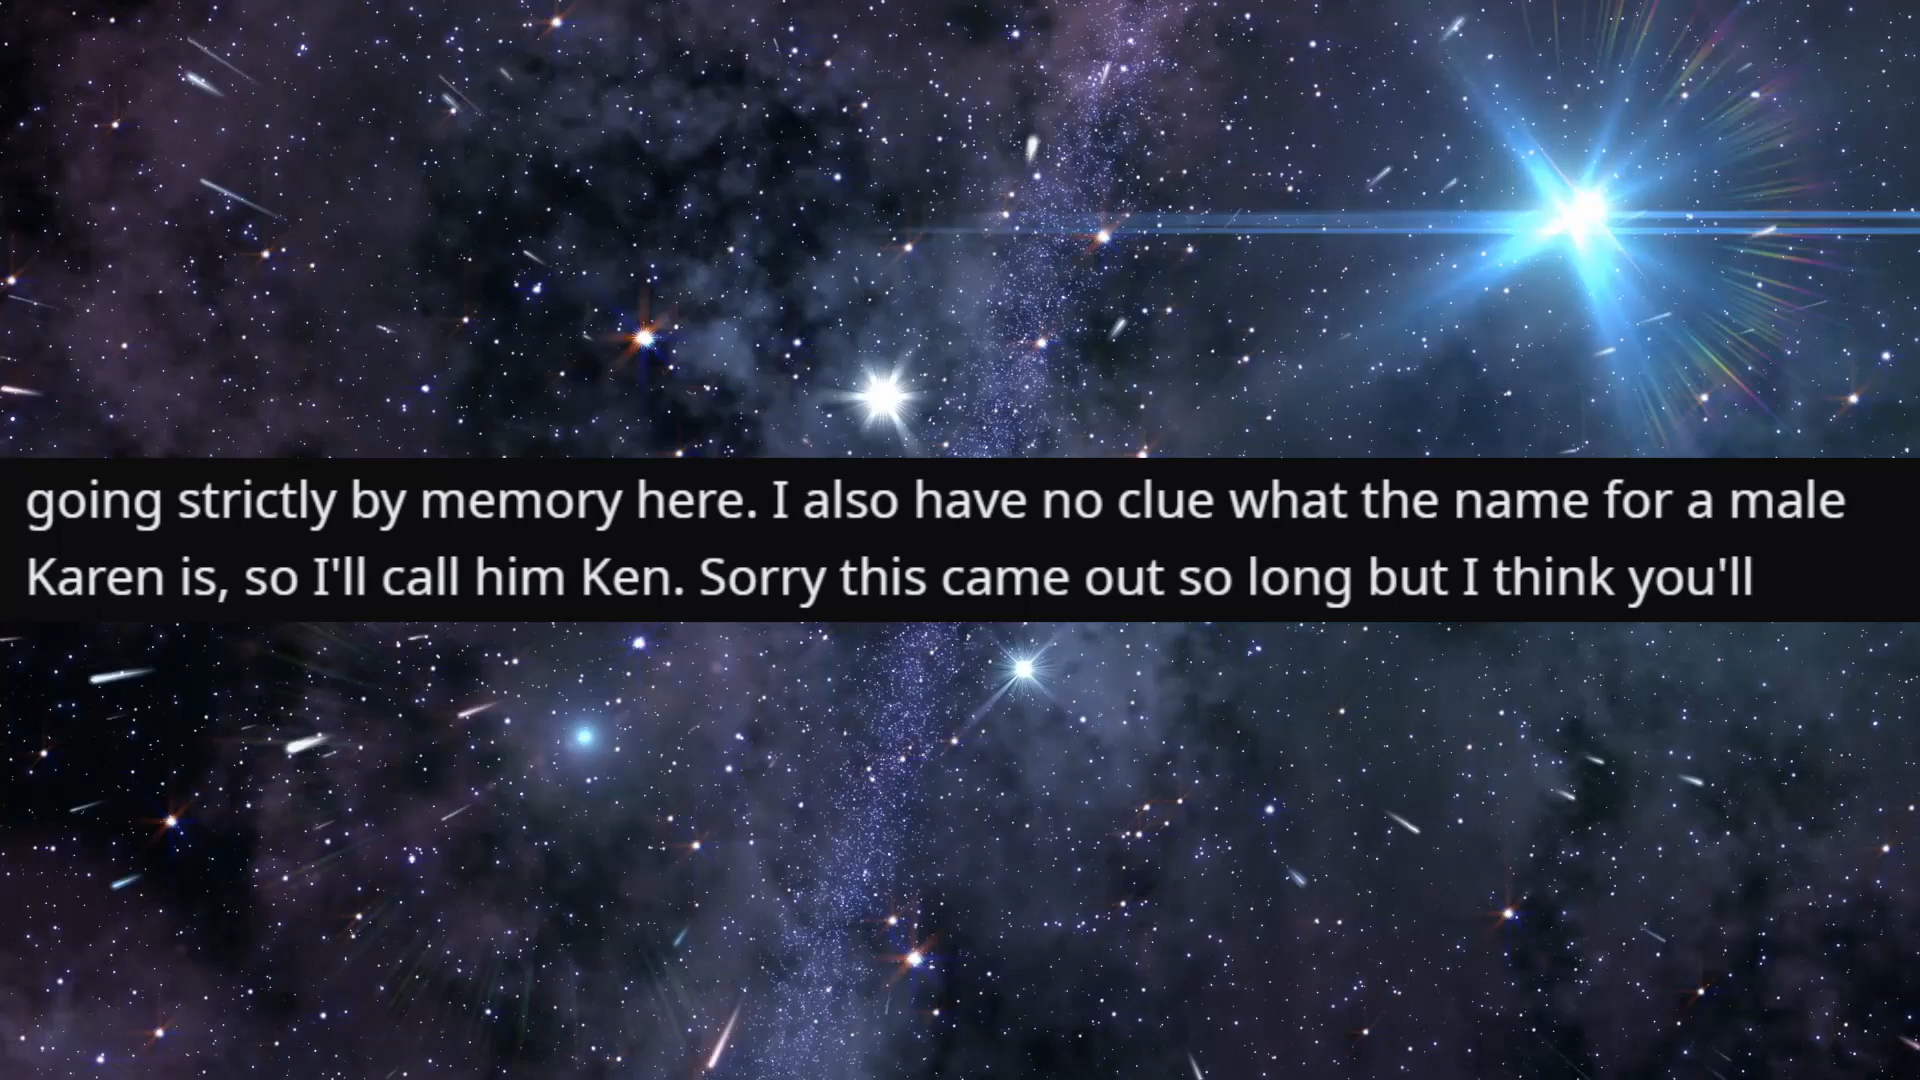 going strictly by memory here. I also have no clue what the name for a male
Karen is, so I'll call him Ken. Sorry this came out so long but I think you'll